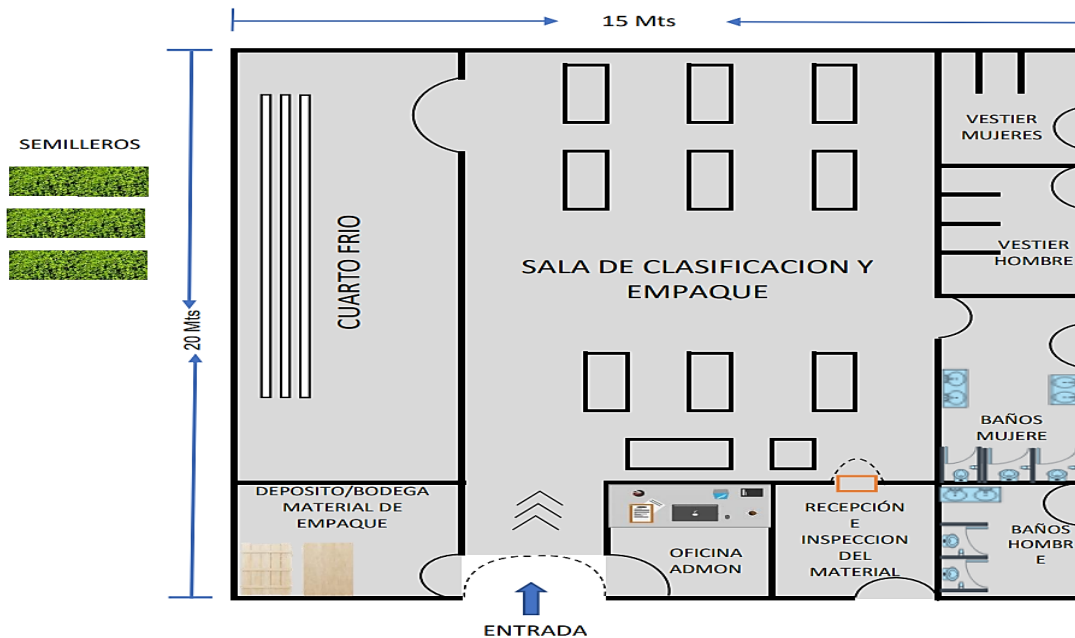 15 Mts
SEMILLEROS
20 Mts
CUARTO FRIO
SALA DE CLASIFICACION Y
EMPAQUE
VESTIER
MUJERES
VESTIER
HOMBRE
BAÑOS
MUJERE
DEPOSITO/BODEGA
MATERIAL DE
EMPAQUE
OFICINA
ADMON
RECEPCIÓN
E
INSPECCION
DEL
MATERIAL
BAÑOS
HOMBR
E
ENTRADA